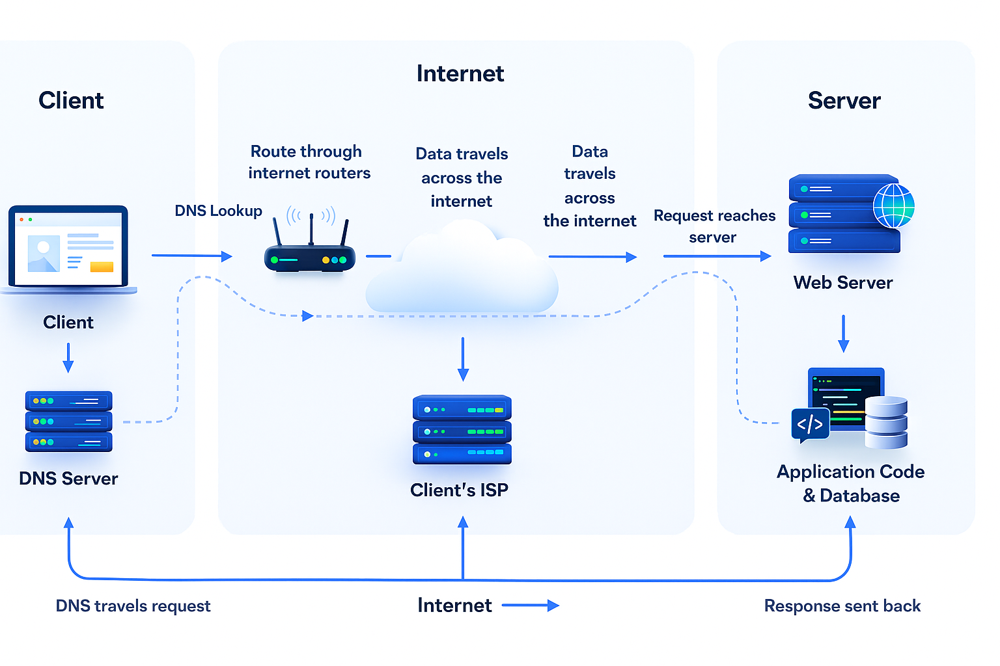 Internet
Client
Server
Route through
internet routers
Data travels
across the
internet
Data
travels
across
the internet
DNS Lookup
Request reaches
server
Web Server
Client
</>
DNS Server
Client's ISP
Application Code
& Database
DNS travels request
Internet
Response sent back